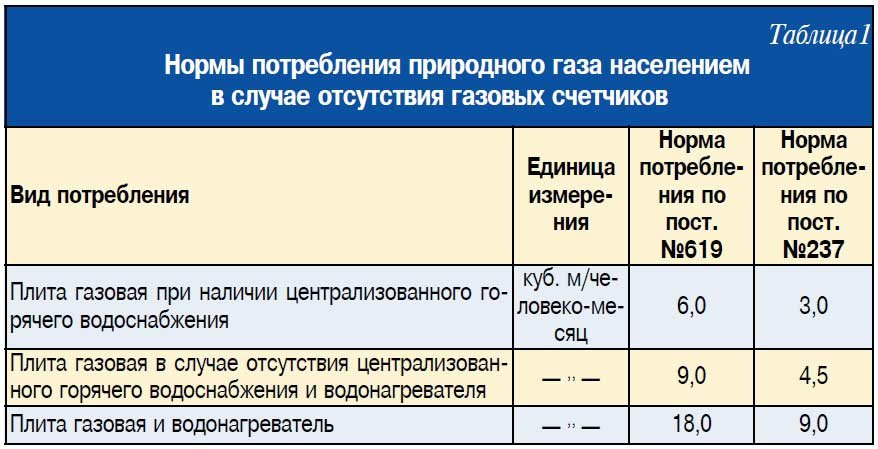 Таблица1
Нормы потребления природного газа населением
в случае отсутствия газовых счетчиков
Вид потребления
Единица
измере-
ния
Норма
потребле-
ния по
пост.
№619
Норма
потребле-
ния по
пост.
№237
Плита газовая при наличии централизованного го-
рячего водоснабжения
куб. м/че-
ловеко-ме-
сяц
6,0
3,0
Плита газовая в случае отсутствия централизован-
ного горячего водоснабжения и водонагревателя
— ,, —
9,0
4,5
Плита газовая и водонагреватель
— ,, —
18,0
9,0